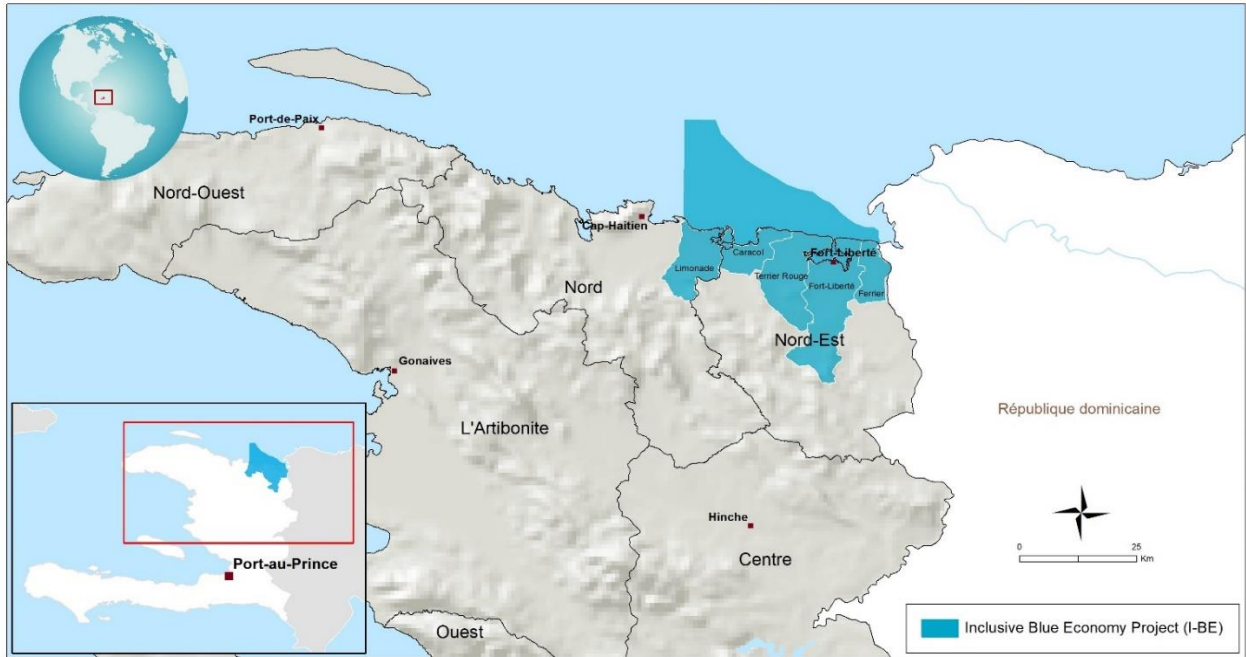 Port-de-Paix
Nord-Ouest
Cap-Haïtien
Fort-Liberté
Caracol
Limonade
Terrier Rouge
Fort-Liberté
Ferrier
Nord
Nord-Est
Gonaives
République dominicaine
L'Artibonite
Hinche
Centre
0 25
Km
Port-au-Prince
Ouest
Inclusive Blue Economy Project (I-BE)